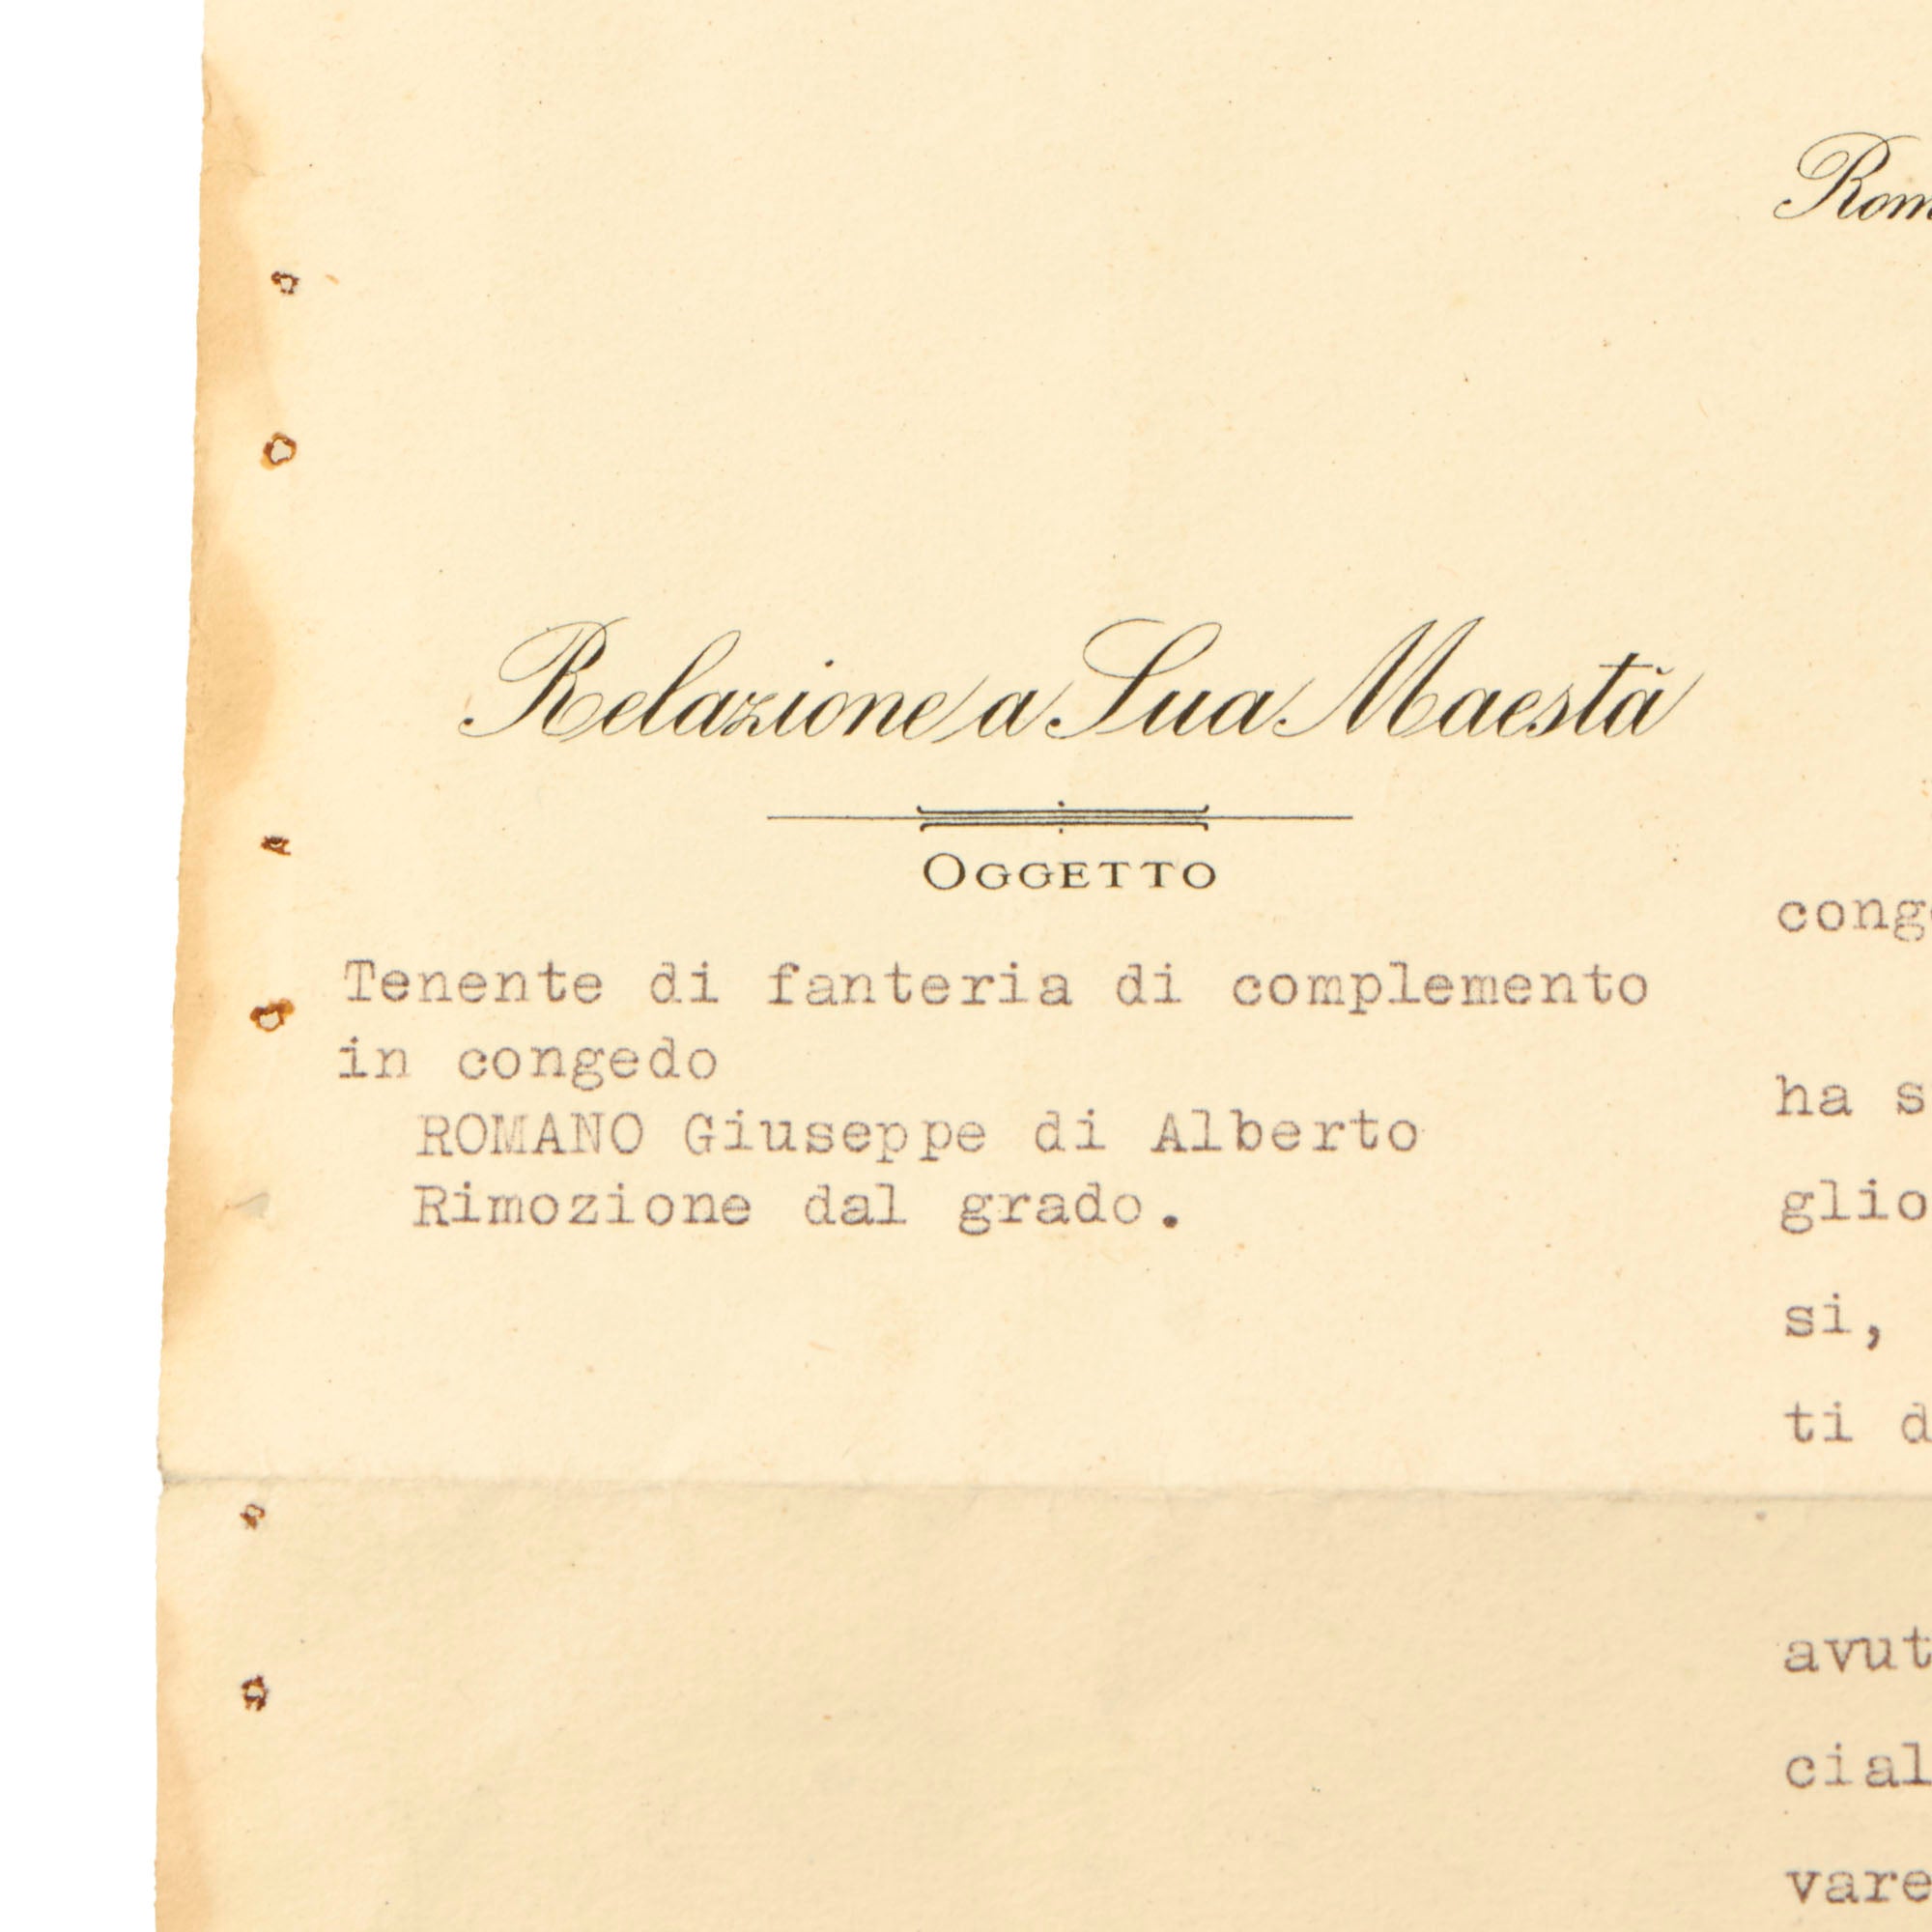 Rom
Relazione a Sua Maestà
OGGETTO
Tenente di fanteria di complemento
in congedo
ROMANO Giuseppe di Alberto
Rimozione dal grado.
cong
ha s
glio
si,
ti d
avut
cial
vare